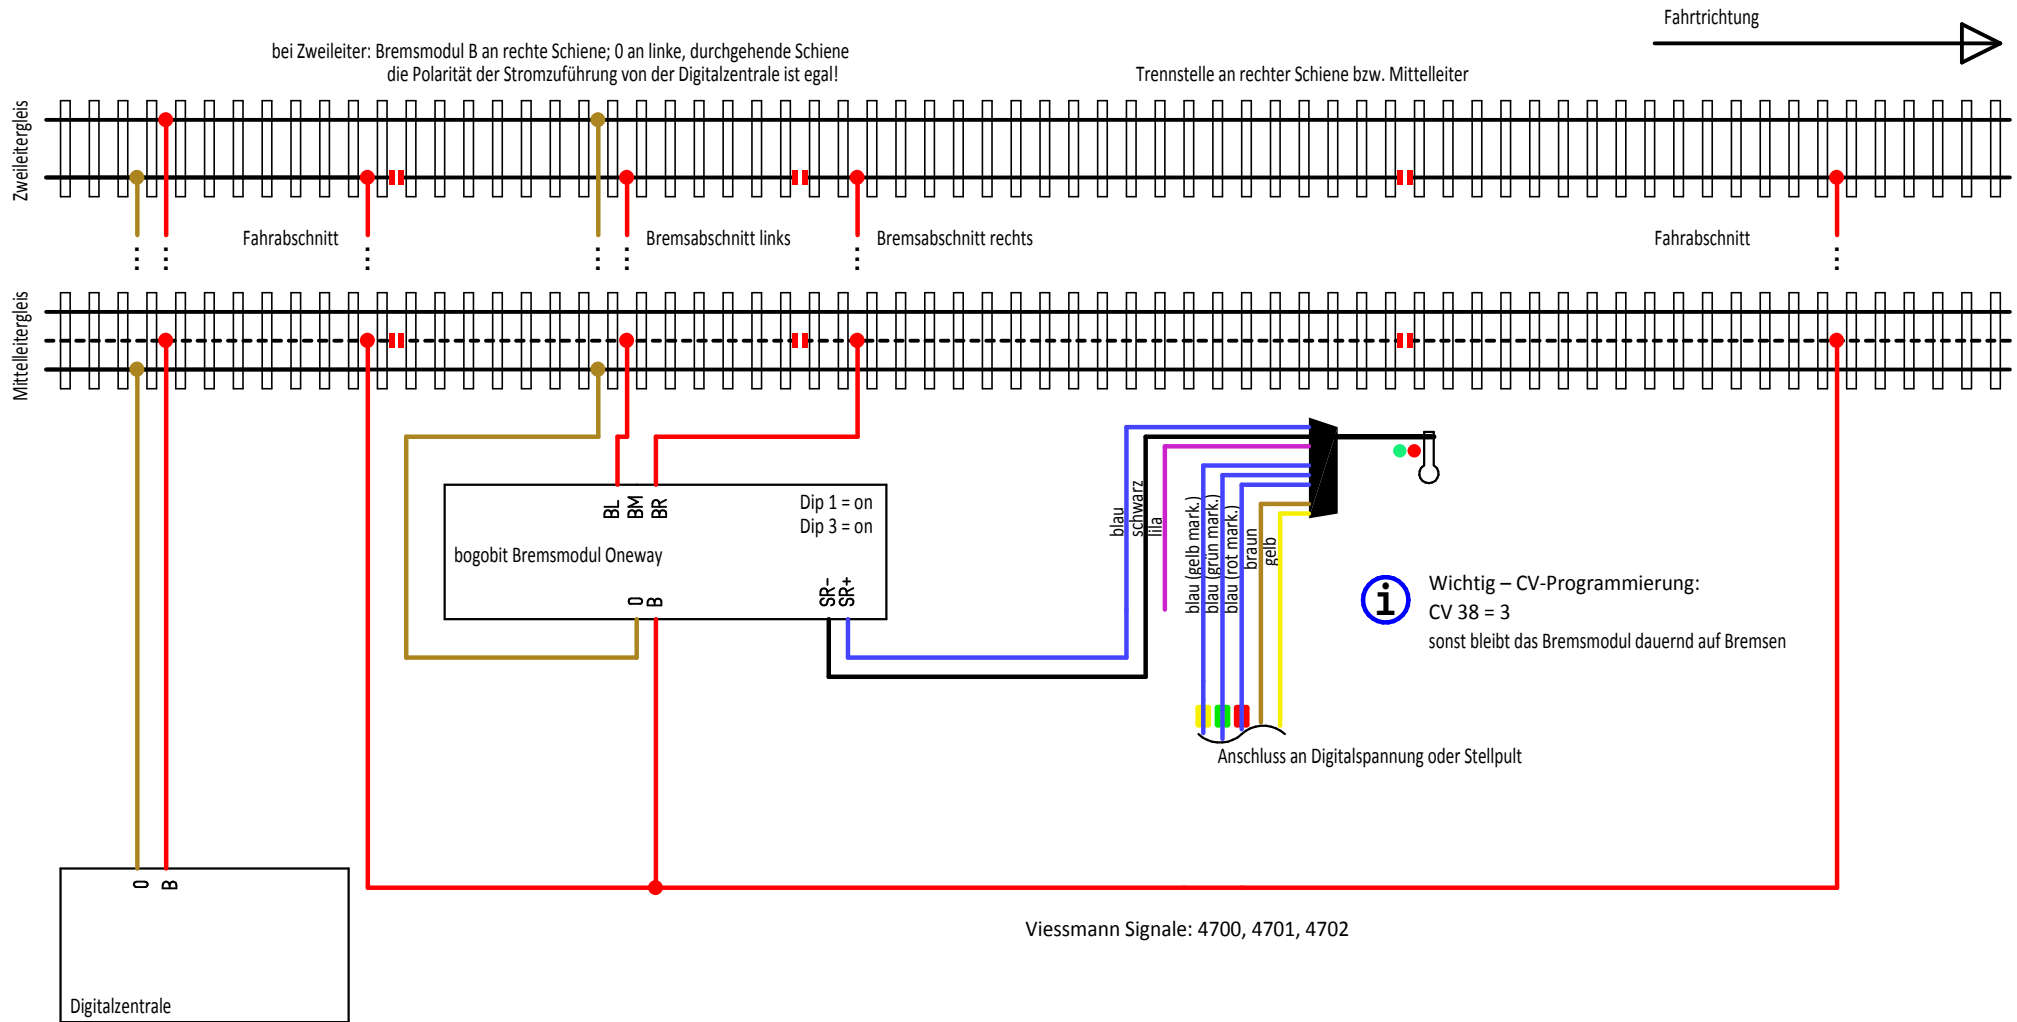 Fahrtrichtung
bei Zweileiter: Bremsmodul B an rechte Schiene; 0 an linke, durchgehende Schiene
die Polarität der Stromzuführung von der Digitalzentrale ist egal!
Trennstelle an rechter Schiene bzw. Mittelleiter
Zweileitergleis
Fahrabschnitt
Bremsabschnitt links
Bremsabschnitt rechts
Fahrabschnitt
Mittelleitergleis
BL
BM
BR
Dip 1 = on
Dip 3 = on
bogobit Bremsmodul Oneway
0
B
SR-
SR+
blau
schwarz
lila
blau (gelb mark.)
blau (grün mark.)
blau (rot mark.)
braun
gelb
i
Wichtig – CV-Programmierung:
CV 38 = 3
sonst bleibt das Bremsmodul dauernd auf Bremsen
Anschluss an Digitalspannung oder Stellpult
0
B
Viessmann Signale: 4700, 4701, 4702
Digitalzentrale